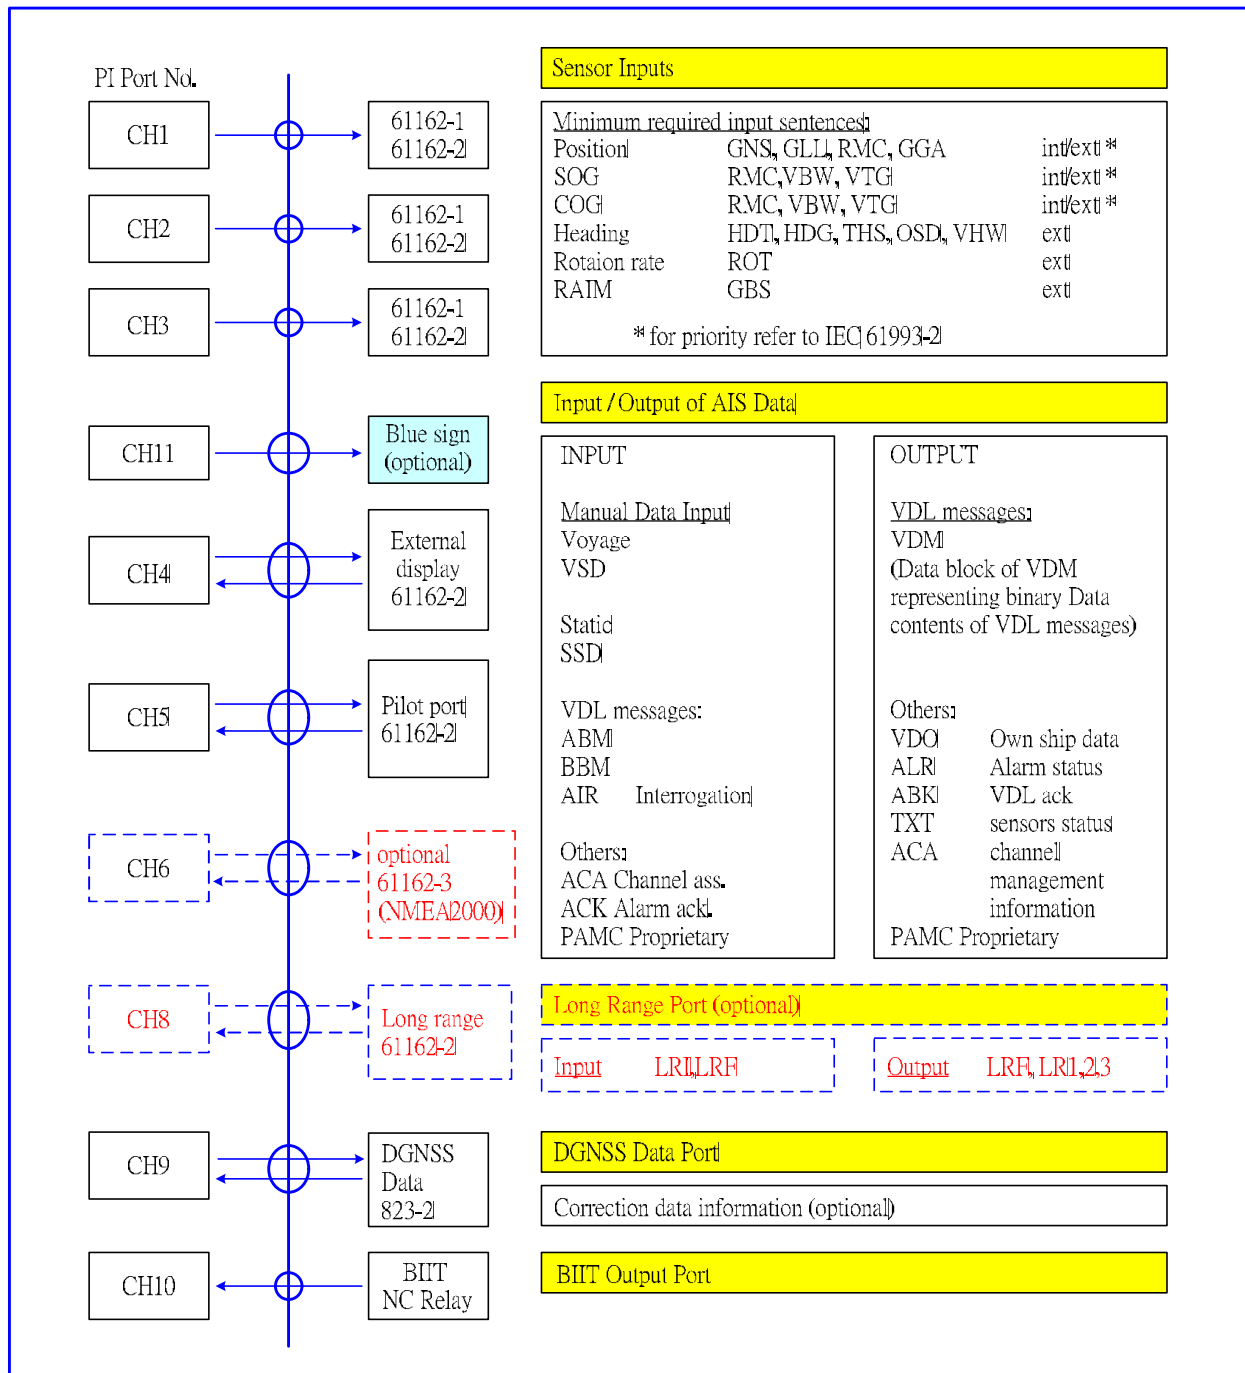 PI Port No.
CH1
61162-1
61162-2
CH2
61162-1
61162-2
CH3
61162-1
61162-2
CH11
Blue sign
(optional)
CH4
External
display
61162-2
CH5
Pilot port
61162-2
CH6
optional
61162-3
(NMEA2000)
CH8
Long range
61162-2
CH9
DGNSS
Data
823-2
CH10
BIIT
NC Relay
Sensor Inputs
Minimum required input sentences:
Position GNS, GLL, RMC, GGA int/ext *
SOG RMC,VBW, VTG int/ext *
COG RMC, VBW, VTG int/ext *
Heading HDT, HDG, THS, OSD, VHW ext
Rotaion rate ROT ext
RAIM GBS ext
* for priority refer to IEC 61993-2
Input / Output of AIS Data
INPUT
Manual Data Input
Voyage
VSD
Static
SSD
VDL messages:
ABM
BBM
AIR Interrogation
Others:
ACA Channel ass.
ACK Alarm ack.
PAMC Proprietary
OUTPUT
VDL messages:
VDM
(Data block of VDM
representing binary Data
contents of VDL messages)
Others:
VDO Own ship data
ALR Alarm status
ABK VDL ack
TXT sensors status
ACA channel
management
information
PAMC Proprietary
Long Range Port (optional)
Input LRI,LRF
Output LRF, LR1,2,3
DGNSS Data Port
Correction data information (optional)
BIIT Output Port